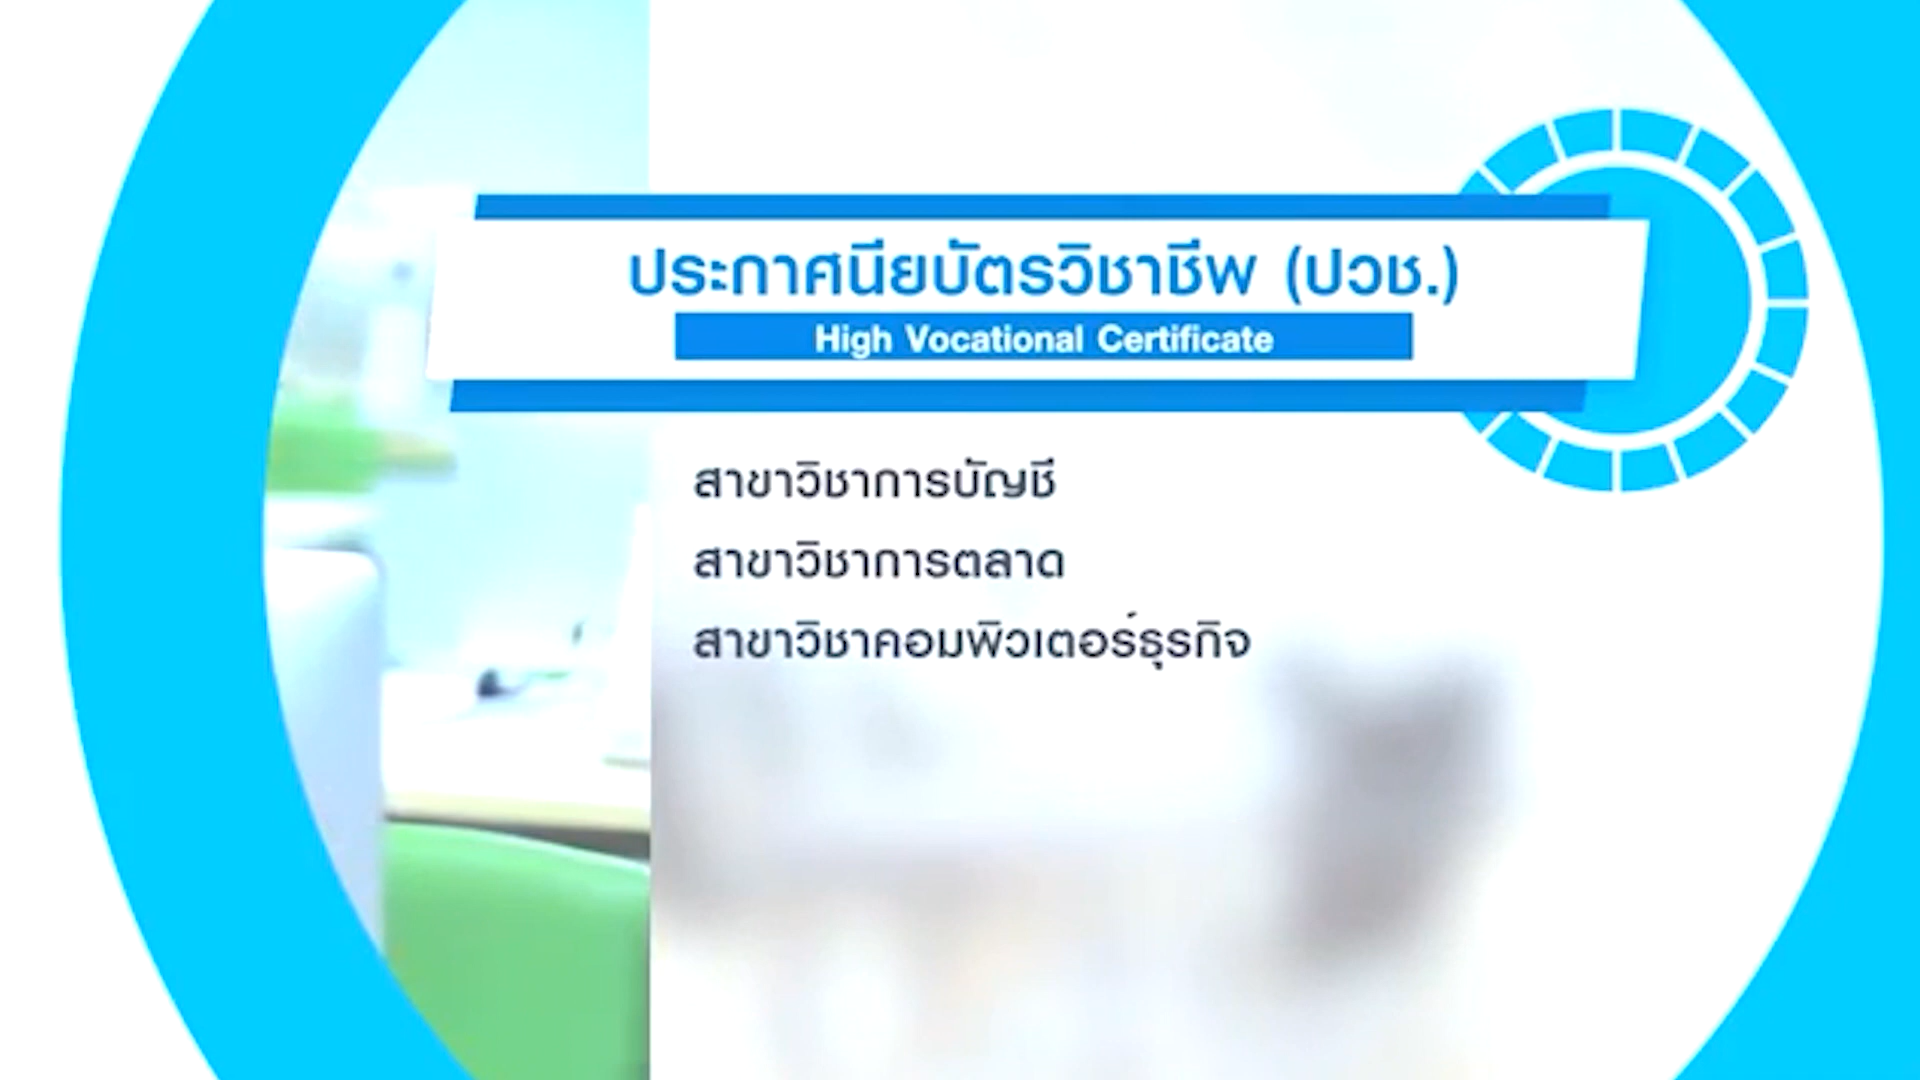 ประกาศนียบัตรวิชาชีพ (ปวช.)
High Vocational Certificate
สาขาวิชาการบัญชี
สาขาวิชาการตลาด
สาขาวิชาคอมพิวเตอร์ธุรกิจ